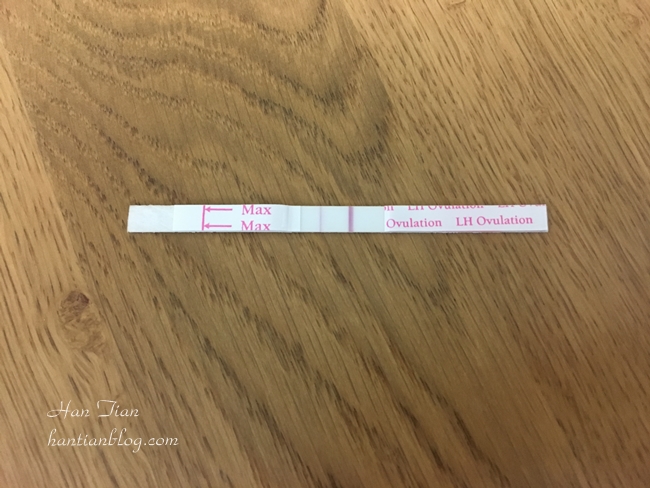 Max
Max
LH Ovulation
Ovulation LH Ovulation
Han Tian
hantianblog.com